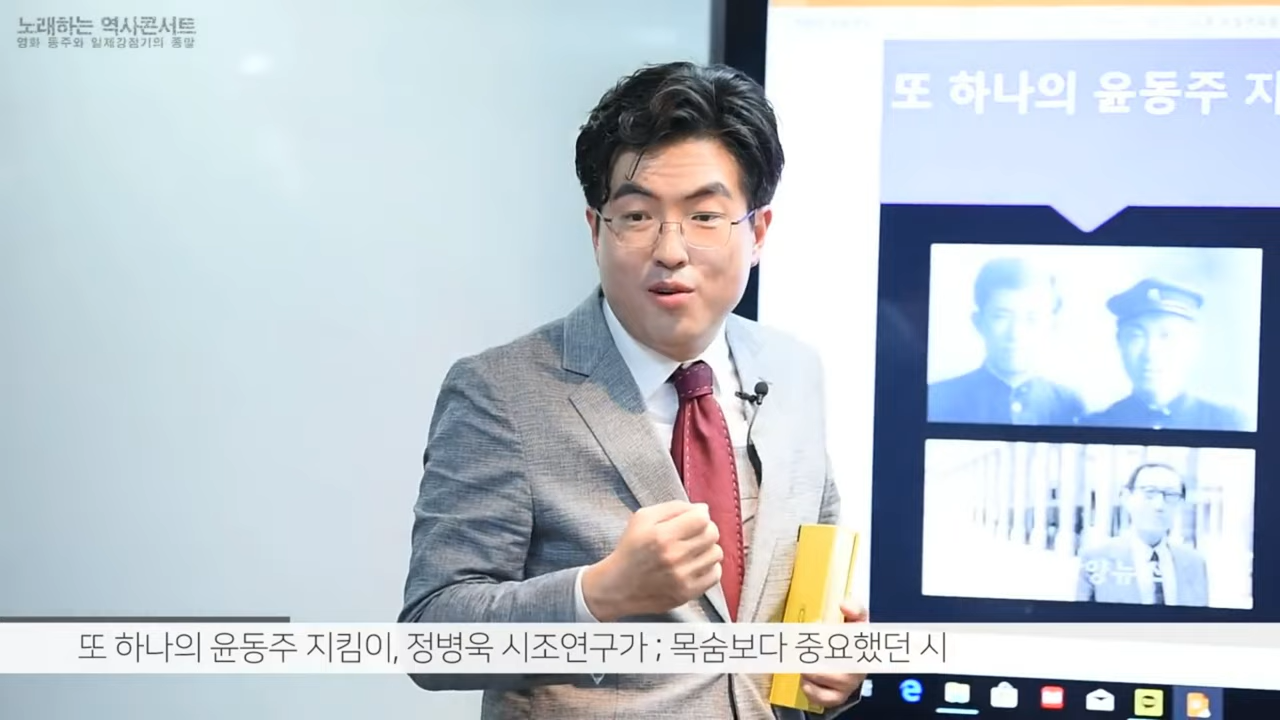 노래하는 역사콘서트
영화 동주와 일제강점기의 종말
또 하나의 윤동주 지
양뉴스
또 하나의 윤동주 지킴이, 정병욱 시조연구가 ; 목숨보다 중요했던 시